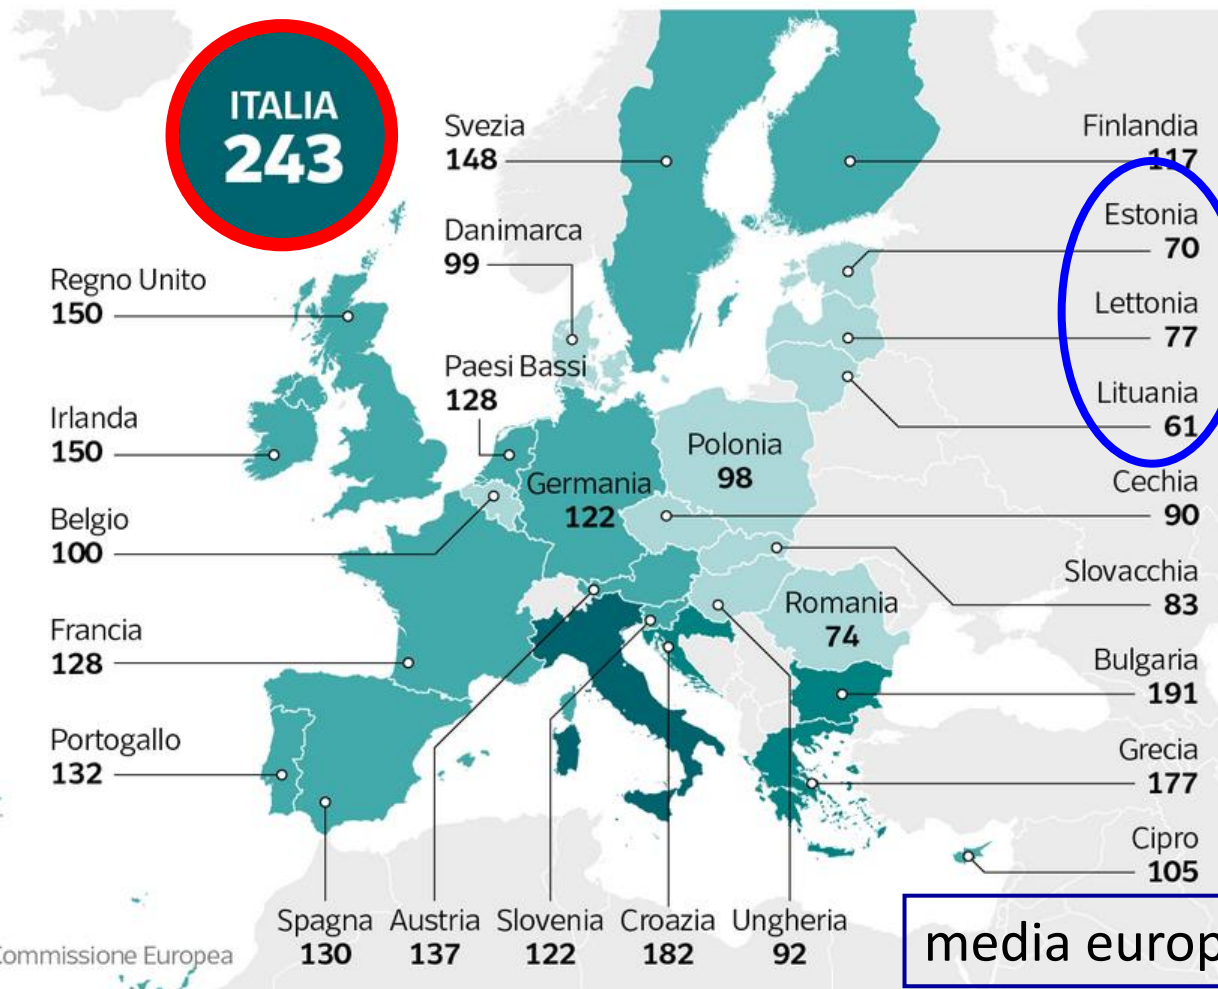 ITALIA
243
Svezia
148
Finlandia
117
Estonia
70
Danimarca
99
Regno Unito
150
Lettonia
77
Paesi Bassi
128
Lituania
61
Irlanda
150
Polonia
98
Germania
122
Cechia
90
Belgio
100
Slovacchia
83
Romania
74
Francia
128
Bulgaria
191
Portogallo
132
Grecia
177
Cipro
105
Spagna
130
Austria
137
Slovenia
122
Croazia
182
Ungheria
92
ommissione Europea
media europ